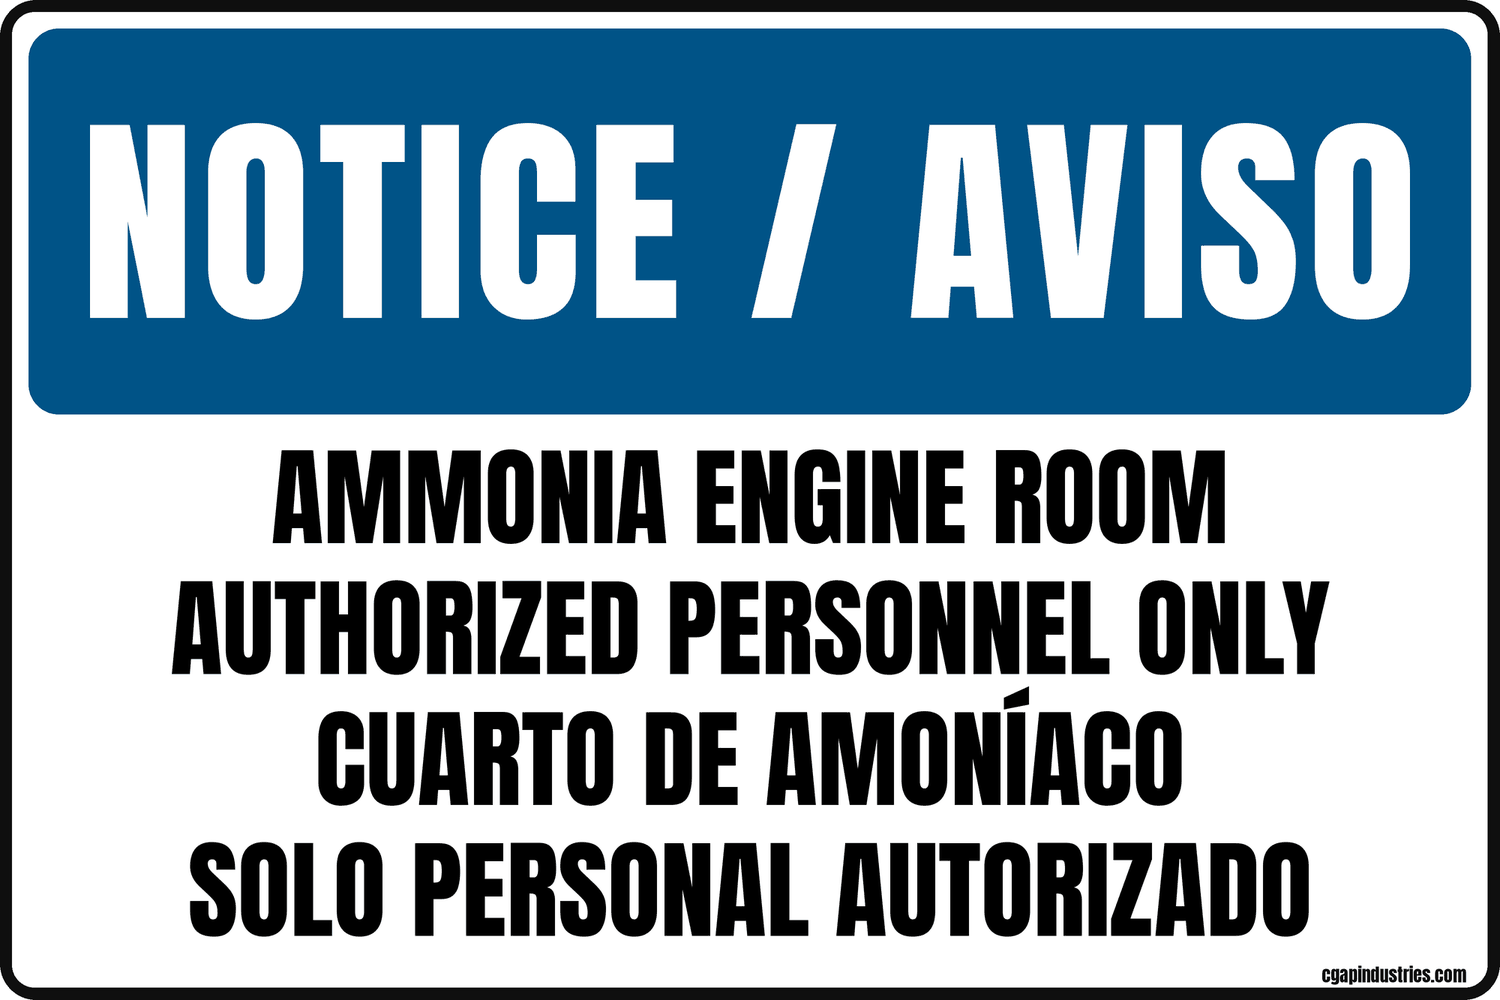 NOTICE / AVISO
AMMONIA ENGINE ROOM
AUTHORIZED PERSONNEL ONLY
CUARTO DE AMONÍACO
SOLO PERSONAL AUTORIZADO
cgapindustries.com